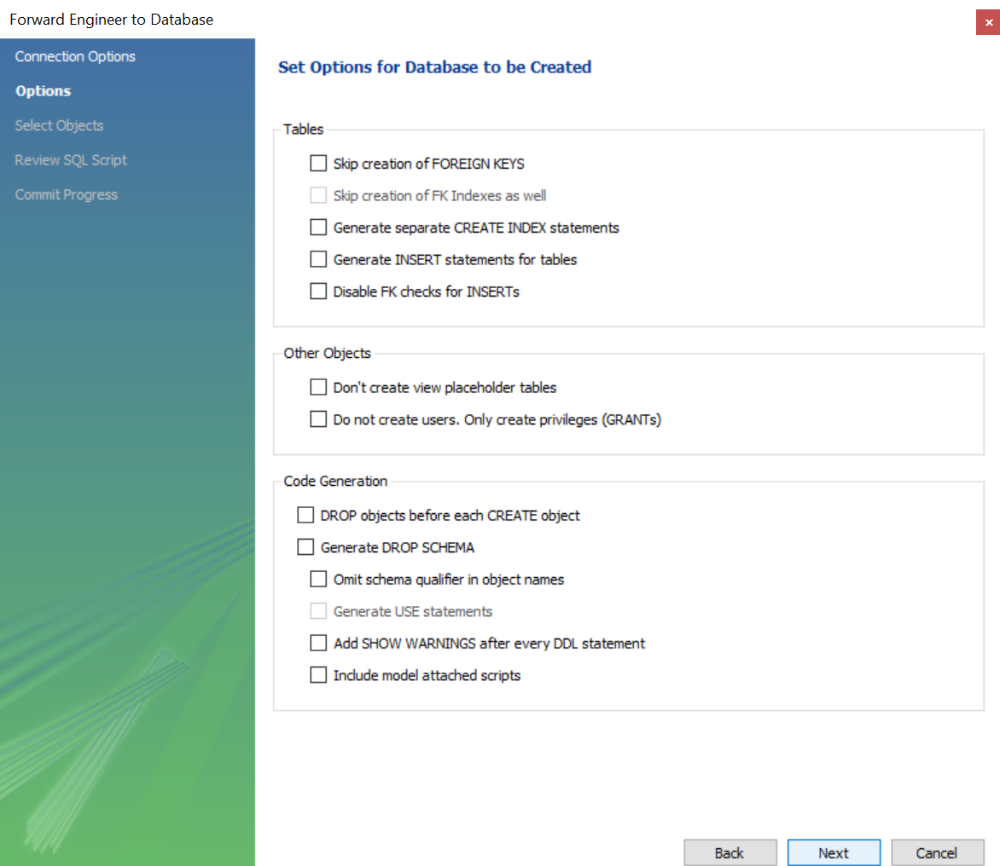 Forward Engineer to Database
Connection Options
Options
Select Objects
Review SQL Script
Commit Progress
Set Options for Database to be Created
Tables
Skip creation of FOREIGN KEYS
Skip creation of FK Indexes as well
Generate separate CREATE INDEX statements
Generate INSERT statements for tables
Disable FK checks for INSERTs
Other Objects
Don't create view placeholder tables
Do not create users. Only create privileges (GRANTs)
Code Generation
DROP objects before each CREATE object
Generate DROP SCHEMA
Omit schema qualifier in object names
Generate USE statements
Add SHOW WARNINGS after every DDL statement
Include model attached scripts
Back
Next
Cancel